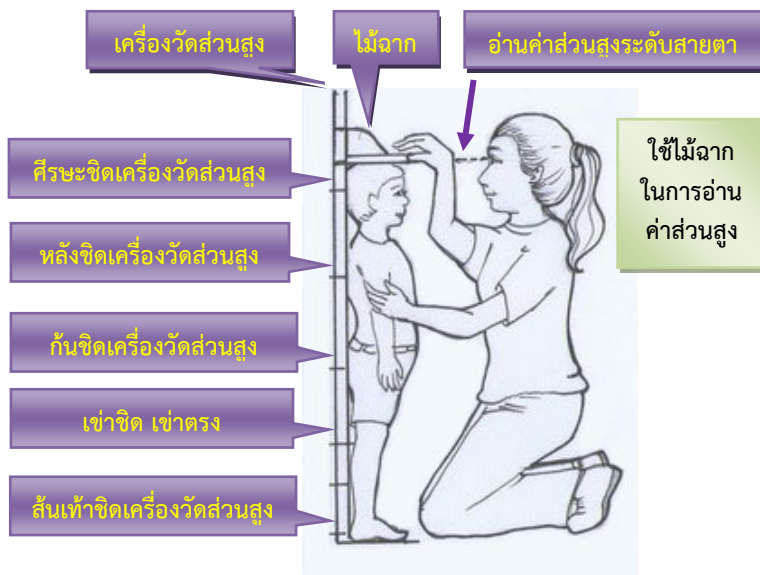 เครื่องวัดส่วนสูง
ไม้ฉาก
อ่านค่าส่วนสูงระดับสายตา
ศีรษะชิดเครื่องวัดส่วนสูง
ใช้ไม้ฉาก
ในการอ่าน
ค่าส่วนสูง
หลังชิดเครื่องวัดส่วนสูง
ก้นชิดเครื่องวัดส่วนสูง
เข่าชิด เข่าตรง
ส้นเท้าชิดเครื่องวัดส่วนสูง